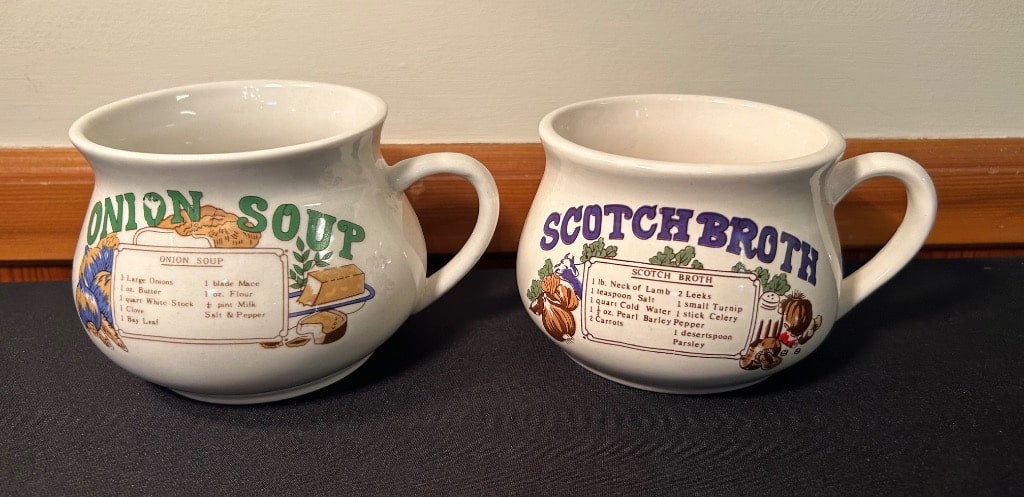 ONION SOUP
ONION SOUP
3 Large Onions
1 oz. Butter
1 quart White Stock
1 Clove
1 Bay Leaf
1 blade Mace
1 oz. Flour
½ pint Milk
Salt & Pepper
SCOTCH BROTH
SCOTCH BROTH
1 lb. Neck of Lamb
1 teaspoon Salt
1 quart Cold Water
1½ oz. Pearl Barley
2 Carrots
2 Leeks
1 small Turnip
1 stick Celery
Pepper
1 desertspoon
Parsley